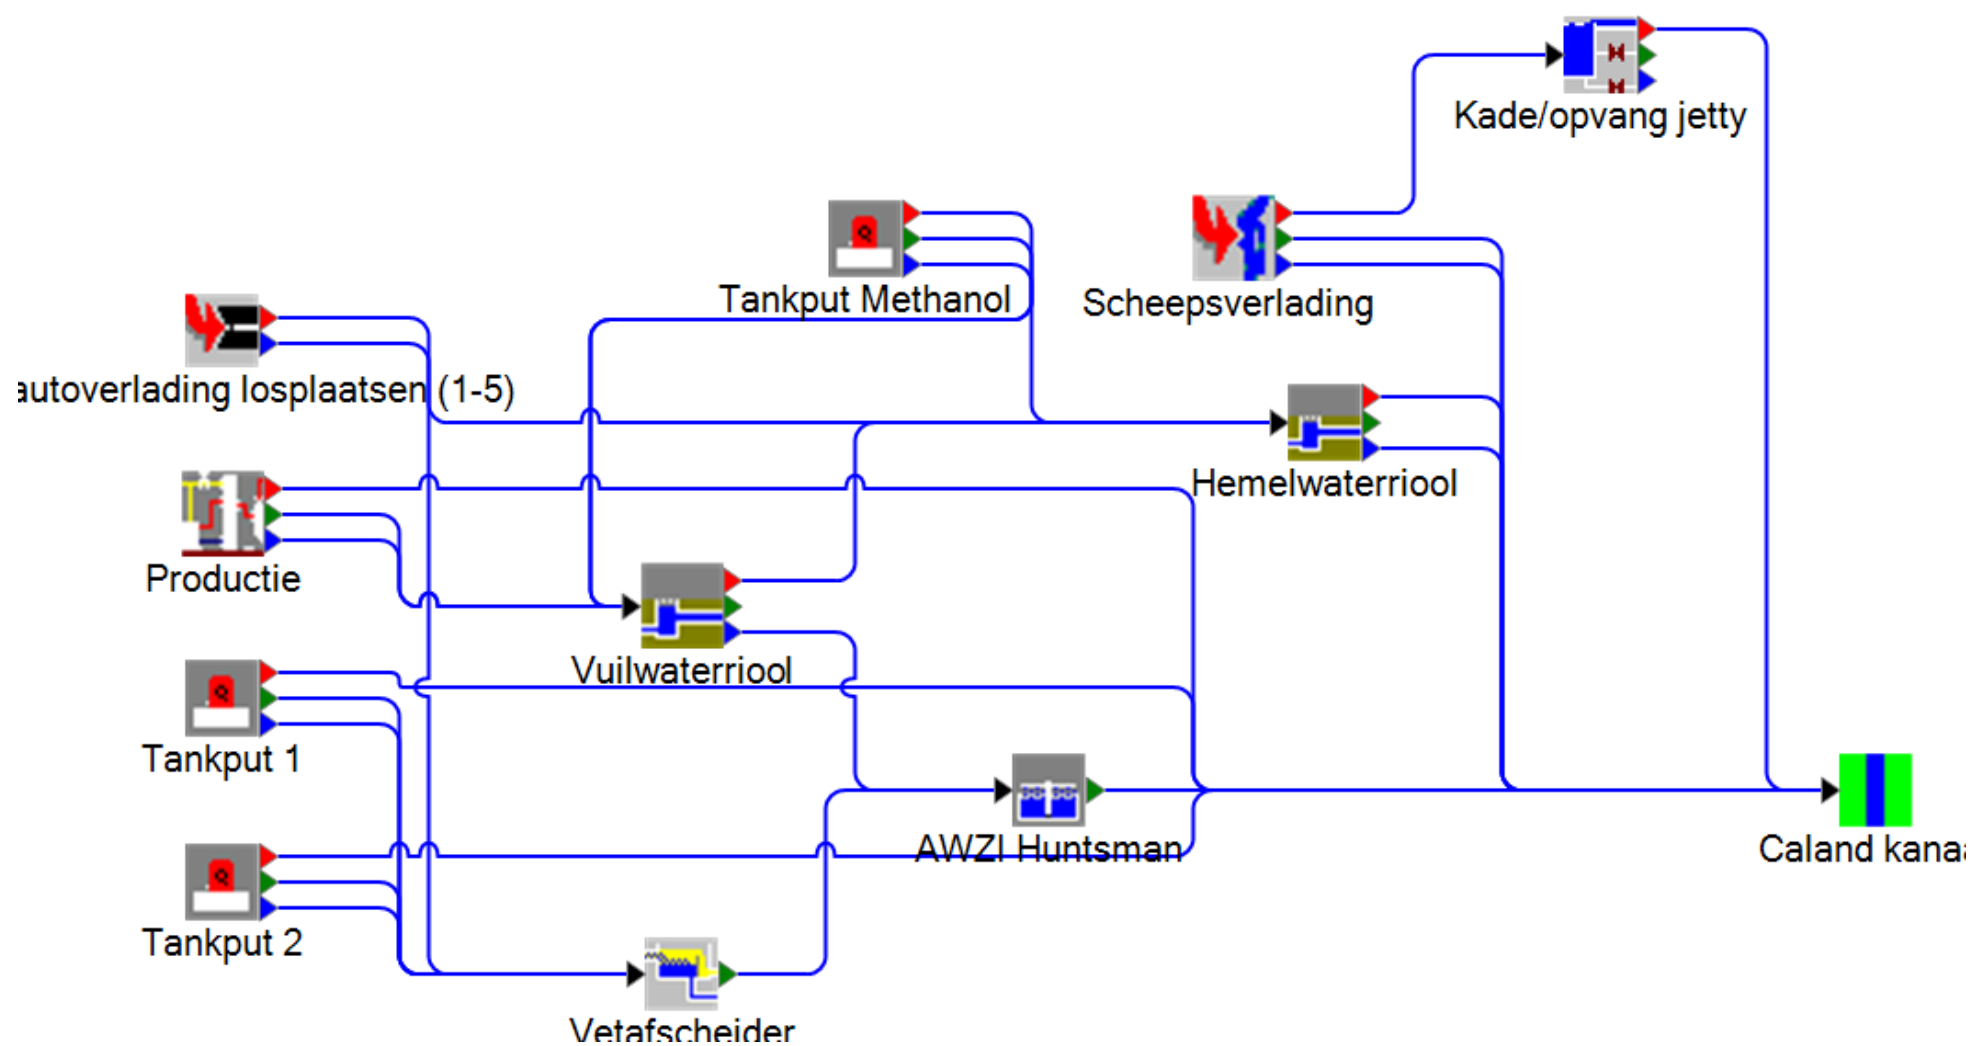 Kade/opvang jetty
Tankput Methanol
Scheepsverlading
autoverlading losplaatsen (1-5)
Hemelwaterriool
Productie
Vuilwaterriool
Tankput 1
AWZI Huntsman
Caland kanaa
Tankput 2
Vetafscheider